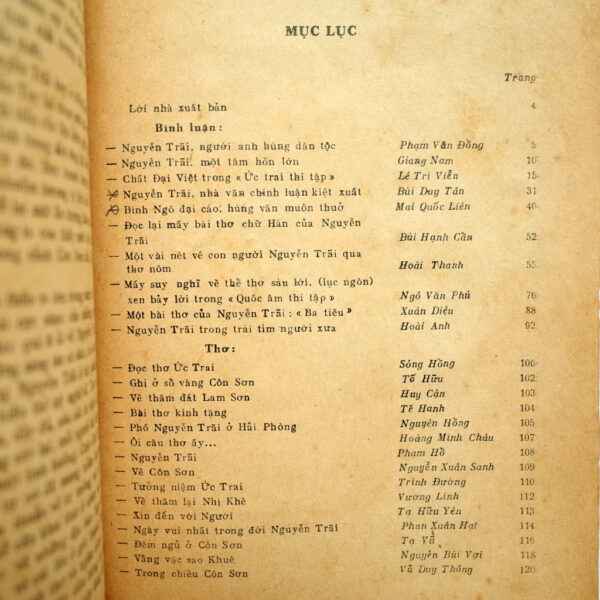 MỤC LỤC
Trang
Lời nhà xuất bản 4
Bình luận:
— Nguyễn Trãi, người anh hùng dân tộc Phạm Văn Đồng 5
— Nguyễn Trãi, một tâm hồn lớn Giang Nam 10
— Chất Đại Việt trong « Ức trai thi tập » Lê Trí Viễn 15
— Nguyễn Trãi, nhà văn chính luận kiệt xuất Bùi Duy Tân 31
— Bình Ngô đại cáo, hùng văn muôn thuở Mai Quốc Liên 40
— Đọc lại mấy bài thơ chữ Hán của Nguyễn
Trãi Bùi Hạnh Cẩn 52
— Một vài nét về con người Nguyễn Trãi qua
thơ nôm Hoài Thanh 55
— Mấy suy nghĩ về thể thơ sáu lời, (lục ngôn)
xen bảy lời trong « Quốc âm thi tập » Ngô Văn Phú 76
— Một bài thơ của Nguyễn Trãi : « Ba tiêu » Xuân Diệu 88
— Nguyễn Trãi trong trái tim người xưa Hoài Anh 92
Thơ:
— Đọc thơ Ức Trai Sóng Hồng 100
— Ghi ở sổ vàng Côn Sơn Tố Hữu 102
— Về thăm đất Lam Sơn Huy Cận 103
— Bài thơ kính tặng Tế Hanh 104
— Phố Nguyễn Trãi ở Hải Phòng Nguyên Hồng 105
— Ôi câu thơ ấy... Hoàng Minh Châu 107
— Nguyễn Trãi Phạm Hổ 108
— Về Côn Sơn Nguyễn Xuân Sanh 109
— Tưởng niệm Ức Trai Trinh Đường 110
— Về thăm lại Nhị Khê Vương Linh 112
— Xin đến với Người Tạ Hữu Yên 113
— Ngày vui nhất trong đời Nguyễn Trãi Phan Xuân Hạt 114
— Đêm ngủ ở Côn Sơn Tạ Vũ 116
— Vằng vặc sao Khuê Nguyễn Bùi Vợi 118
— Trong chiều Côn Sơn Vũ Duy Thông 120